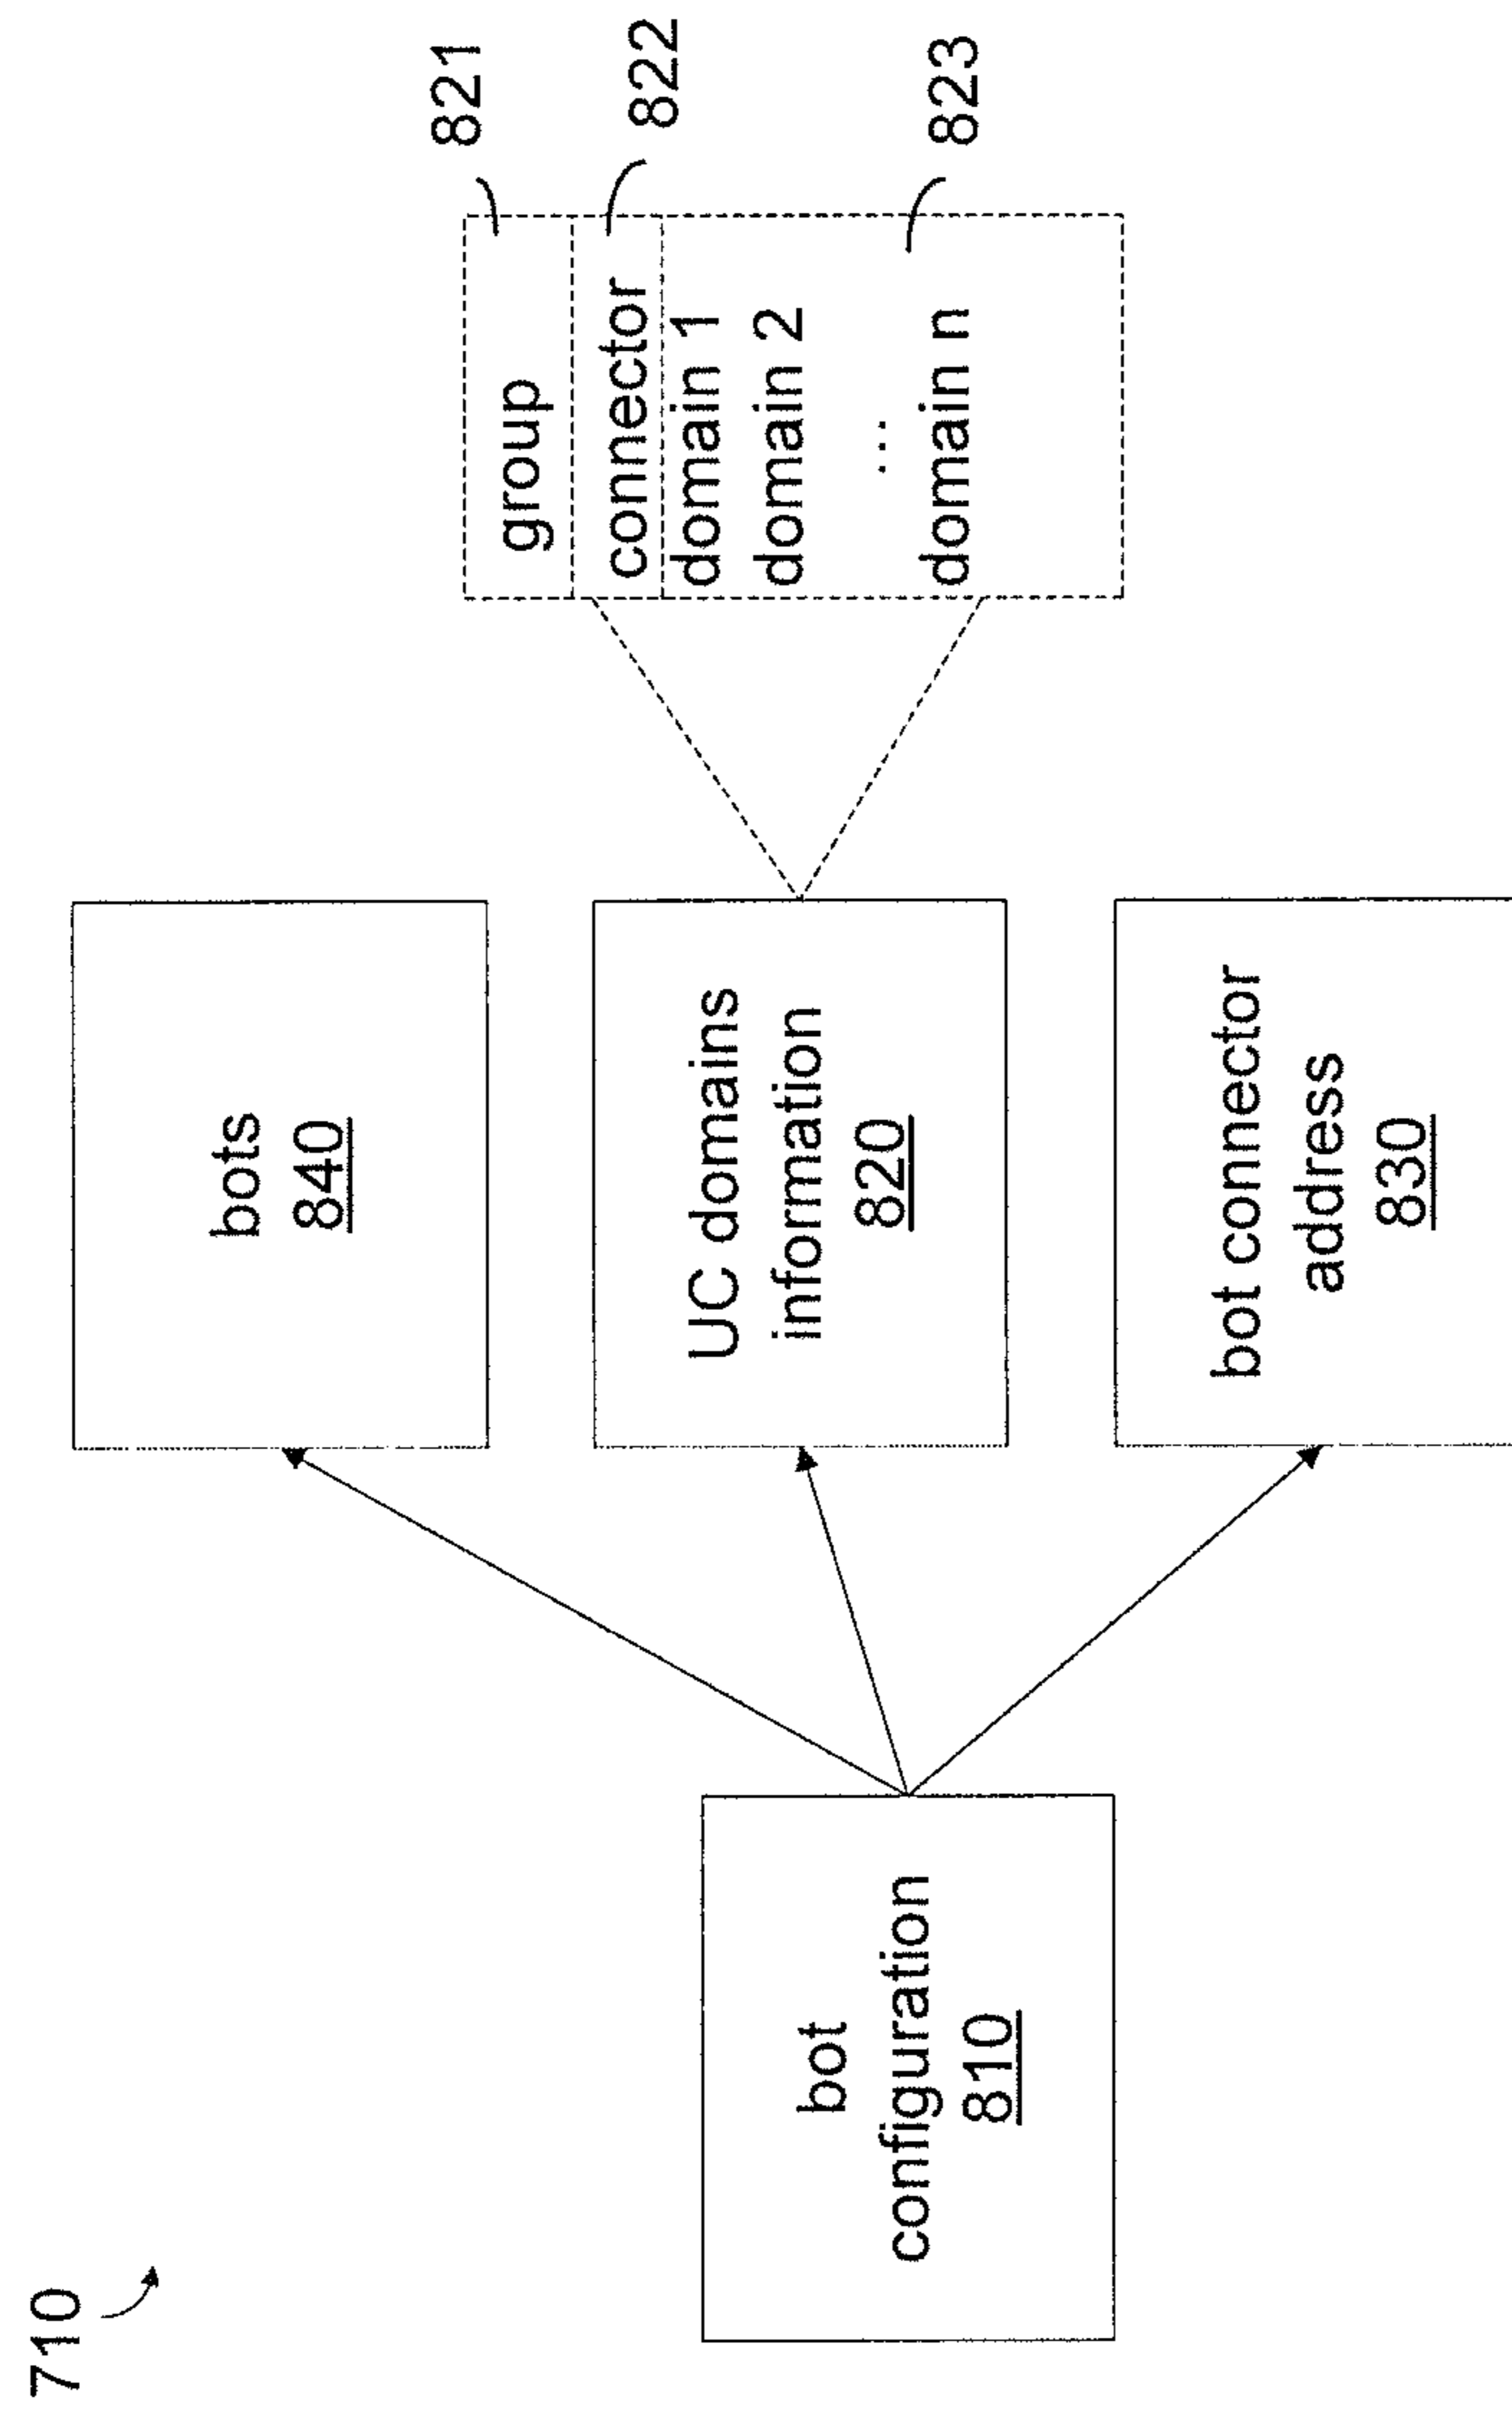 710
bot
configuration
810
bots
840
UC domains
information
820
bot connector
address
830
group
connector
domain 1
domain 2
...
domain n
821
822
823